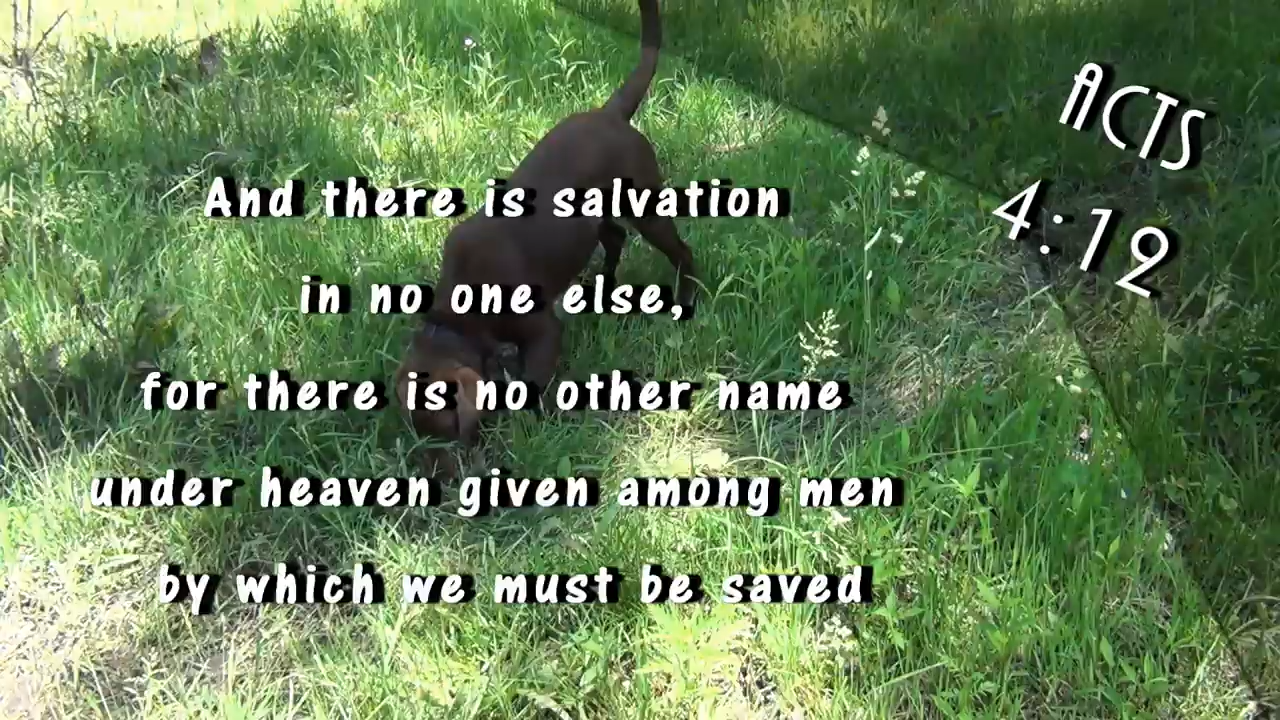 And there is salvation
in no one else,
for there is no other name
under heaven given among men
by which we must be saved
ACTS
4:12